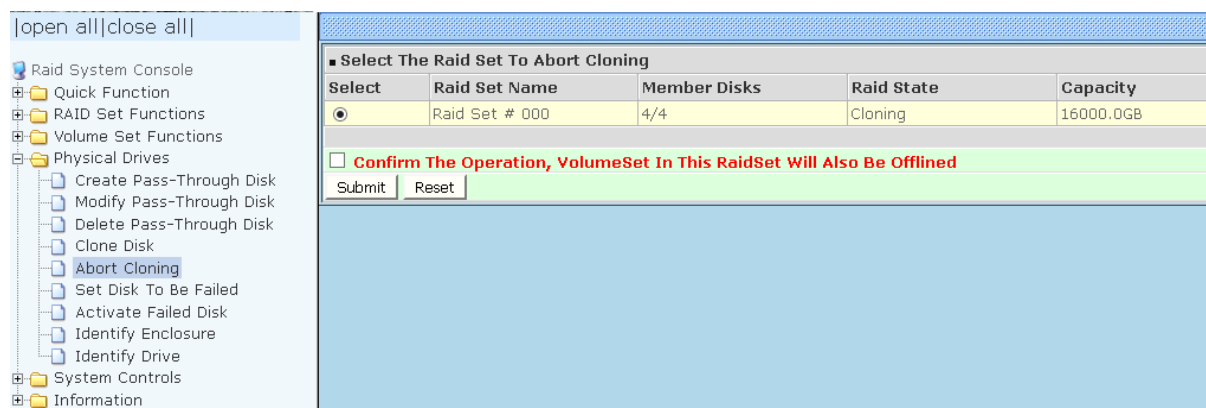 |open all|close all|
Raid System Console
Quick Function
RAID Set Functions
Volume Set Functions
Physical Drives
Create Pass-Through Disk
Modify Pass-Through Disk
Delete Pass-Through Disk
Clone Disk
Abort Cloning
Set Disk To Be Failed
Activate Failed Disk
Identify Enclosure
Identify Drive
System Controls
Information
Select The Raid Set To Abort Cloning
Select Raid Set Name Member Disks Raid State Capacity
Raid Set # 000 4/4 Cloning 16000.0GB
Confirm The Operation, VolumeSet In This RaidSet Will Also Be Offlined
Submit Reset